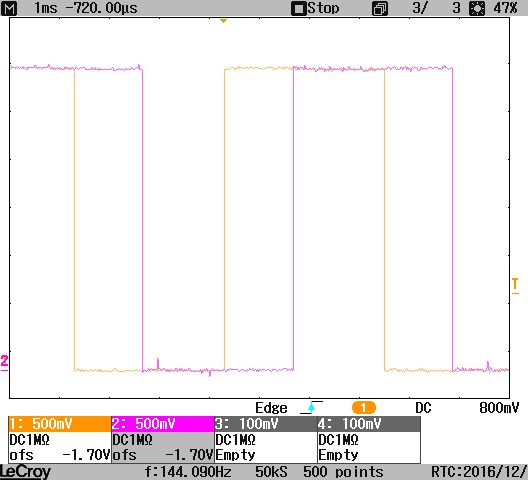 M 1ms -720.00µs Stop 3/ 3 47%
T
2
Edge 1 DC 800mV
1: 500mV 2: 500mV 3: 100mV 4: 100mV
DC1MΩ DC1MΩ DC1MΩ DC1MΩ
ofs -1.70V ofs -1.70V Empty Empty
LeCroy f:144.090Hz 50kS 500 points RTC:2016/12/